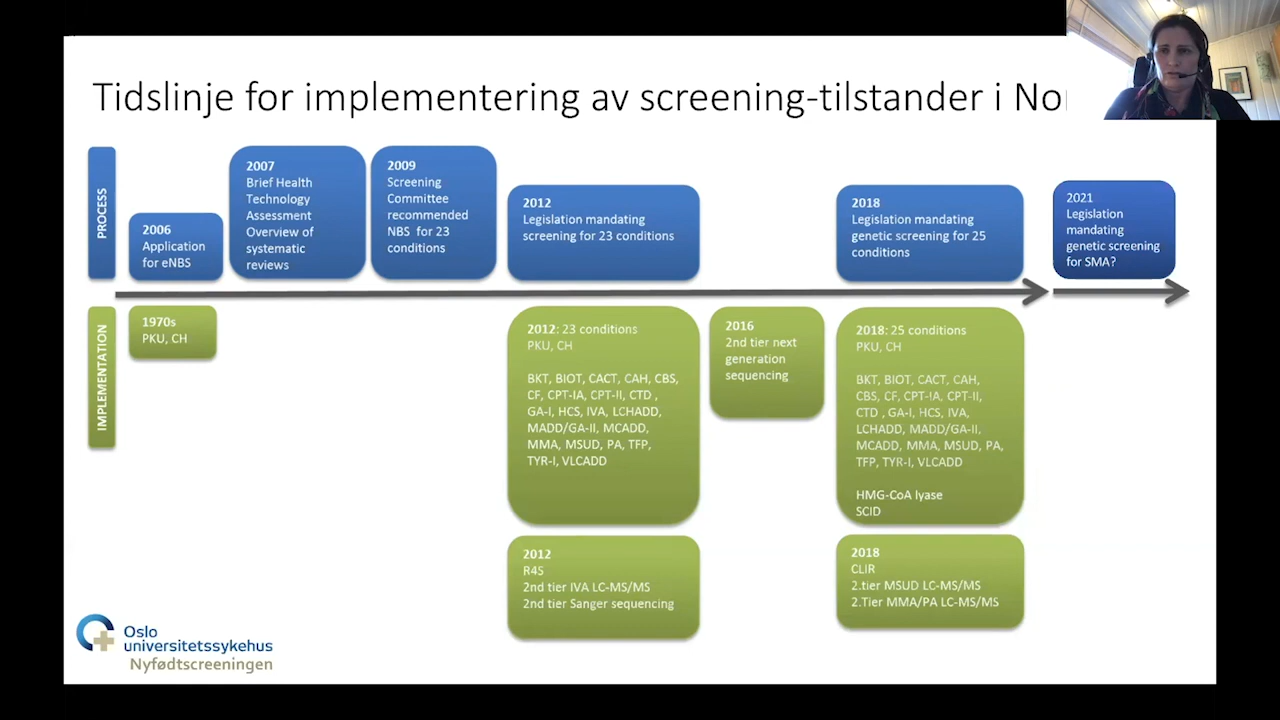 Tidslinje for implementering av screening-tilstander i
PROCESS
2006
Application
for eNBS
2007
Brief Health
Technology
Assessment
Overview of
systematic
reviews
2009
Screening
Committee
recommended
NBS for 23
conditions
2012
Legislation mandating
screening for 23 conditions
2018
Legislation mandating
genetic screening for 25
conditions
2021
Legislation
mandating
genetic screening
for SMA?
IMPLEMENTATION
1970s
PKU, CH
2012: 23 conditions
PKU, CH
BKT, BIOT, CACT, CAH, CBS,
CF, CPT-IA, CPT-II, CTD ,
GA-I, HCS, IVA, LCHADD,
MADD/GA-II, MCADD,
MMA, MSUD, PA, TFP,
TYR-I, VLCADD
2012
R4S
2nd tier IVA LC-MS/MS
2nd tier Sanger sequencing
2016
2nd tier next
generation
sequencing
2018: 25 conditions
PKU, CH
BKT, BIOT, CACT, CAH,
CBS, CF, CPT-IA, CPT-II,
CTD , GA-I, HCS, IVA,
LCHADD, MADD/GA-II,
MCADD, MMA, MSUD, PA,
TFP, TYR-I, VLCADD
HMG-CoA lyase
SCID
2018
CLIR
2.tier MSUD LC-MS/MS
2.Tier MMA/PA LC-MS/MS
Oslo
universitetssykehus
Nyfødtscreeningen